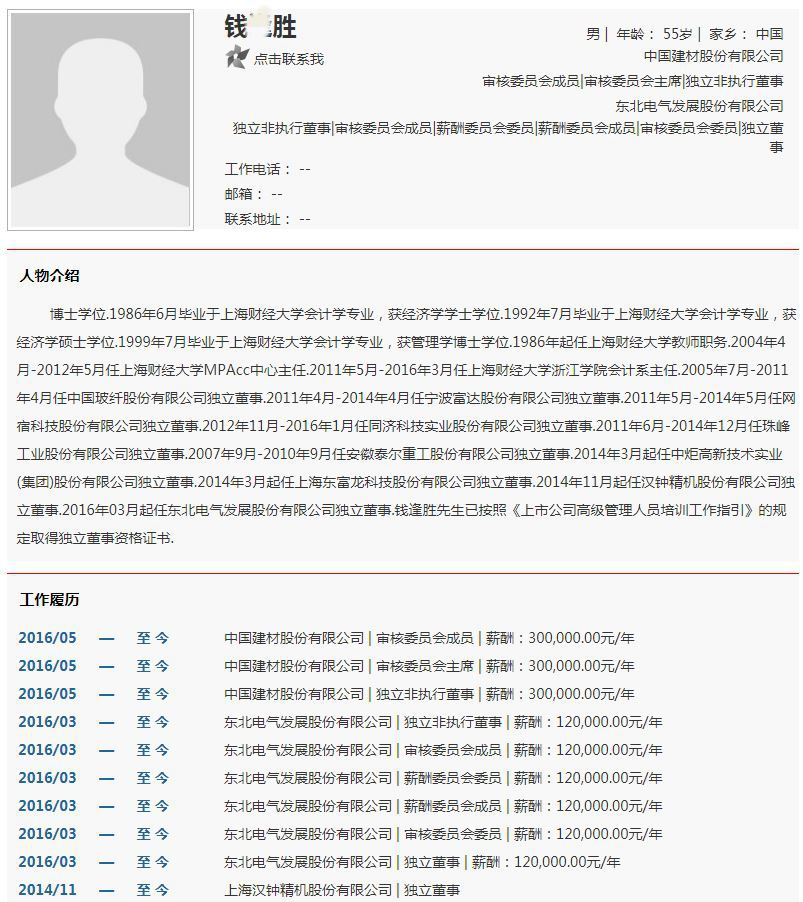 钱 胜
点击联系我
男 | 年龄： 55岁 | 家乡： 中国
中国建材股份有限公司
审核委员会成员|审核委员会主席|独立非执行董事
东北电气发展股份有限公司
独立非执行董事|审核委员会成员|薪酬委员会委员|薪酬委员会成员|审核委员会委员|独立董
事
工作电话： --
邮箱： --
联系地址： --
人物介绍
博士学位.1986年6月毕业于上海财经大学会计学专业，获经济学学士学位.1992年7月毕业于上海财经大学会计学专业，获
经济学硕士学位.1999年7月毕业于上海财经大学会计学专业，获管理学博士学位.1986年起任上海财经大学教师职务.2004年4
月-2012年5月任上海财经大学MPAcc中心主任.2011年5月-2016年3月任上海财经大学浙江学院会计系主任.2005年7月-2011
年4月任中国玻纤股份有限公司独立董事.2011年4月-2014年4月任宁波富达股份有限公司独立董事.2011年5月-2014年5月任网
宿科技股份有限公司独立董事.2012年11月-2016年1月任同济科技实业股份有限公司独立董事.2011年6月-2014年12月任珠峰
工业股份有限公司独立董事.2007年9月-2010年9月任安徽泰尔重工股份有限公司独立董事.2014年3月起任中炬高新技术实业
(集团)股份有限公司独立董事.2014年3月起任上海东富龙科技股份有限公司独立董事.2014年11月起任汉钟精机股份有限公司独
立董事.2016年03月起任东北电气发展股份有限公司独立董事.钱逢胜先生已按照《上市公司高级管理人员培训工作指引》的规
定取得独立董事资格证书.
工作履历
2016/05 — 至 今 中国建材股份有限公司 | 审核委员会成员 | 薪酬：300,000.00元/年
2016/05 — 至 今 中国建材股份有限公司 | 审核委员会主席 | 薪酬：300,000.00元/年
2016/05 — 至 今 中国建材股份有限公司 | 独立非执行董事 | 薪酬：300,000.00元/年
2016/03 — 至 今 东北电气发展股份有限公司 | 独立非执行董事 | 薪酬：120,000.00元/年
2016/03 — 至 今 东北电气发展股份有限公司 | 审核委员会成员 | 薪酬：120,000.00元/年
2016/03 — 至 今 东北电气发展股份有限公司 | 薪酬委员会委员 | 薪酬：120,000.00元/年
2016/03 — 至 今 东北电气发展股份有限公司 | 薪酬委员会成员 | 薪酬：120,000.00元/年
2016/03 — 至 今 东北电气发展股份有限公司 | 审核委员会委员 | 薪酬：120,000.00元/年
2016/03 — 至 今 东北电气发展股份有限公司 | 独立董事 | 薪酬：120,000.00元/年
2014/11 — 至 今 上海汉钟精机股份有限公司 | 独立董事